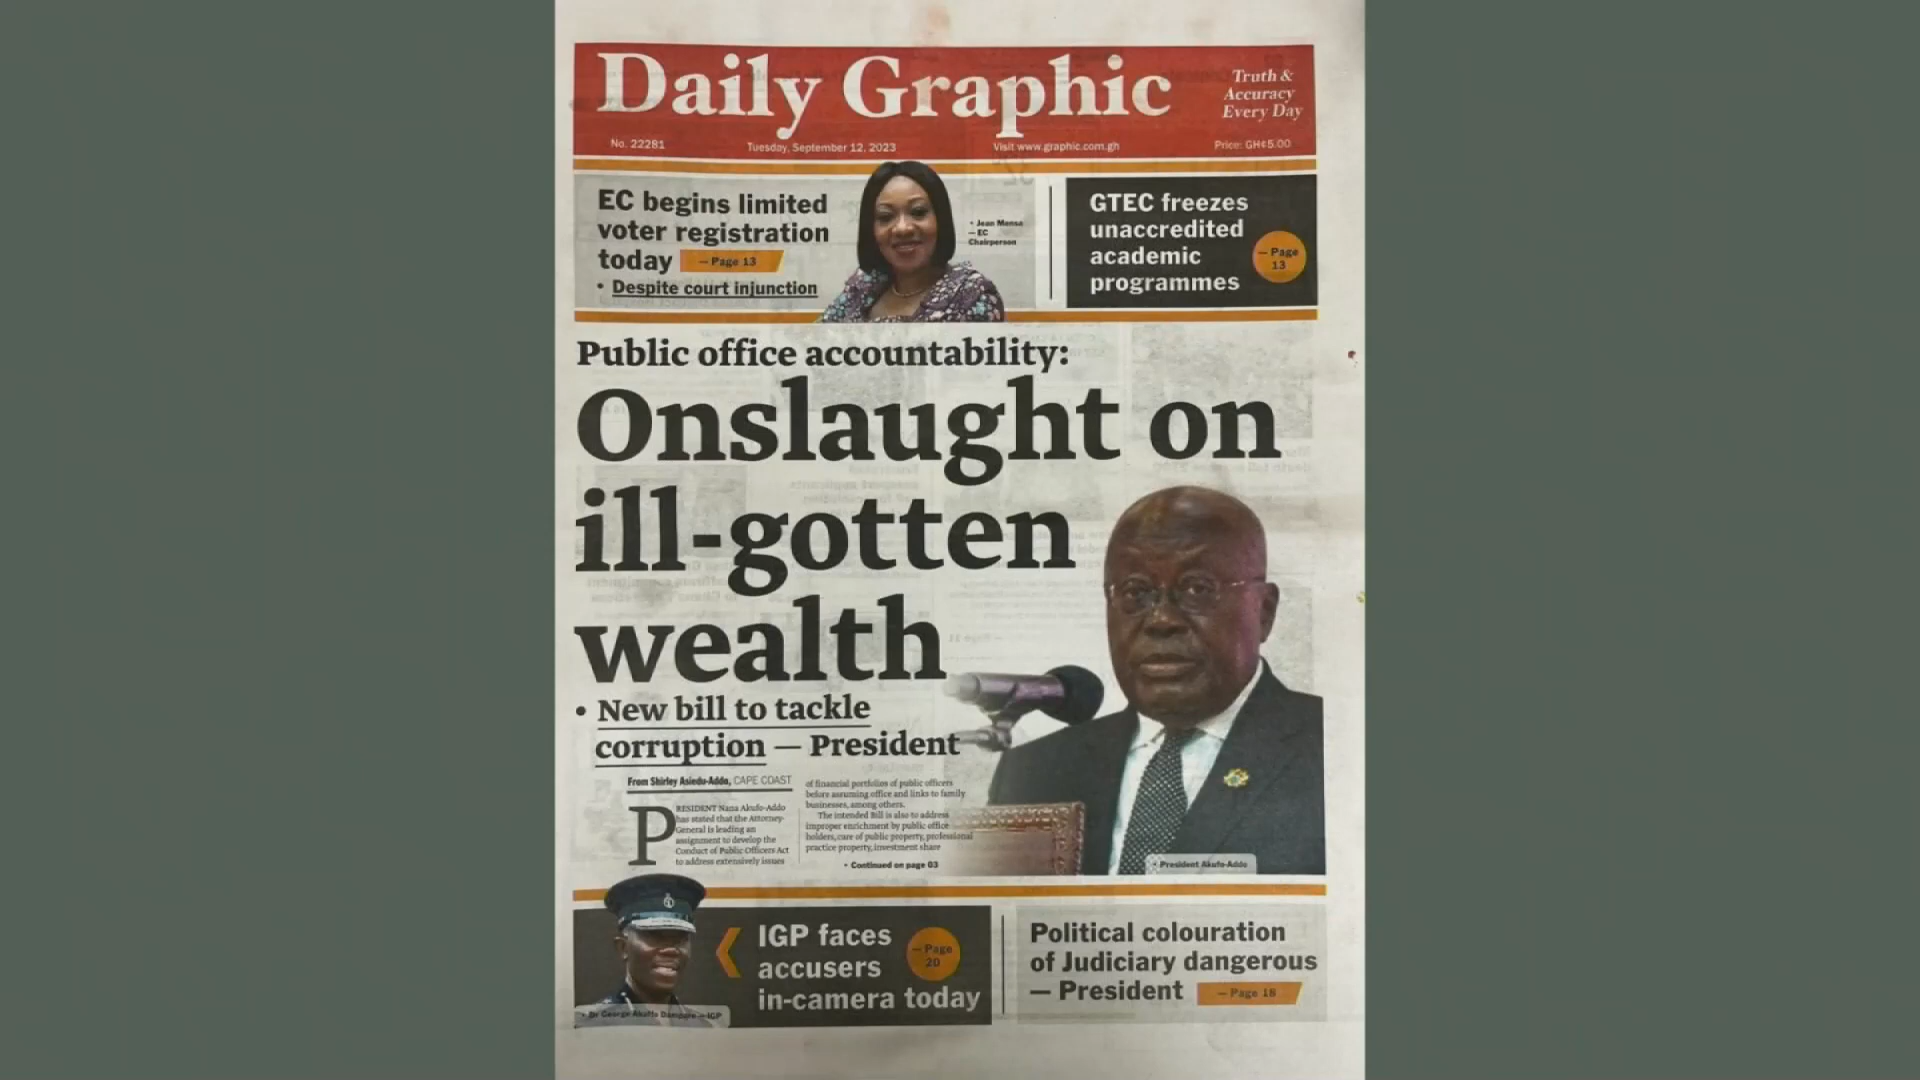 Daily Graphic
Truth &
Accuracy
Every Day
No. 22281
Tuesday, September 12, 2023
Visit www.graphic.com.gh
Price: GH¢5.00
EC begins limited
voter registration
today
– Page 13
• Despite court injunction
• Jean Mensa
– EC
Chairperson
GTEC freezes
unaccredited
academic
programmes
– Page
13
Public office accountability:
Onslaught on
ill-gotten
wealth
• New bill to tackle
corruption — President
From Shirley Asiedu-Addo, CAPE COAST
PRESIDENT Nana Akufo-Addo
has stated that the Attorney-
General is leading an
assignment to develop the
Conduct of Public Officers Act
to address extensively issues
of financial portfolios of public officers
before assuming office and links to family
businesses, among others.
The intended Bill is also to address
improper enrichment by public office
holders, care of public property, professional
practice property, investment share
• Continued on page 03
• President Akufo-Addo
IGP faces
accusers
in-camera today
– Page
20
• Dr George Akuffo Dampare – IGP
Political colouration
of Judiciary dangerous
— President